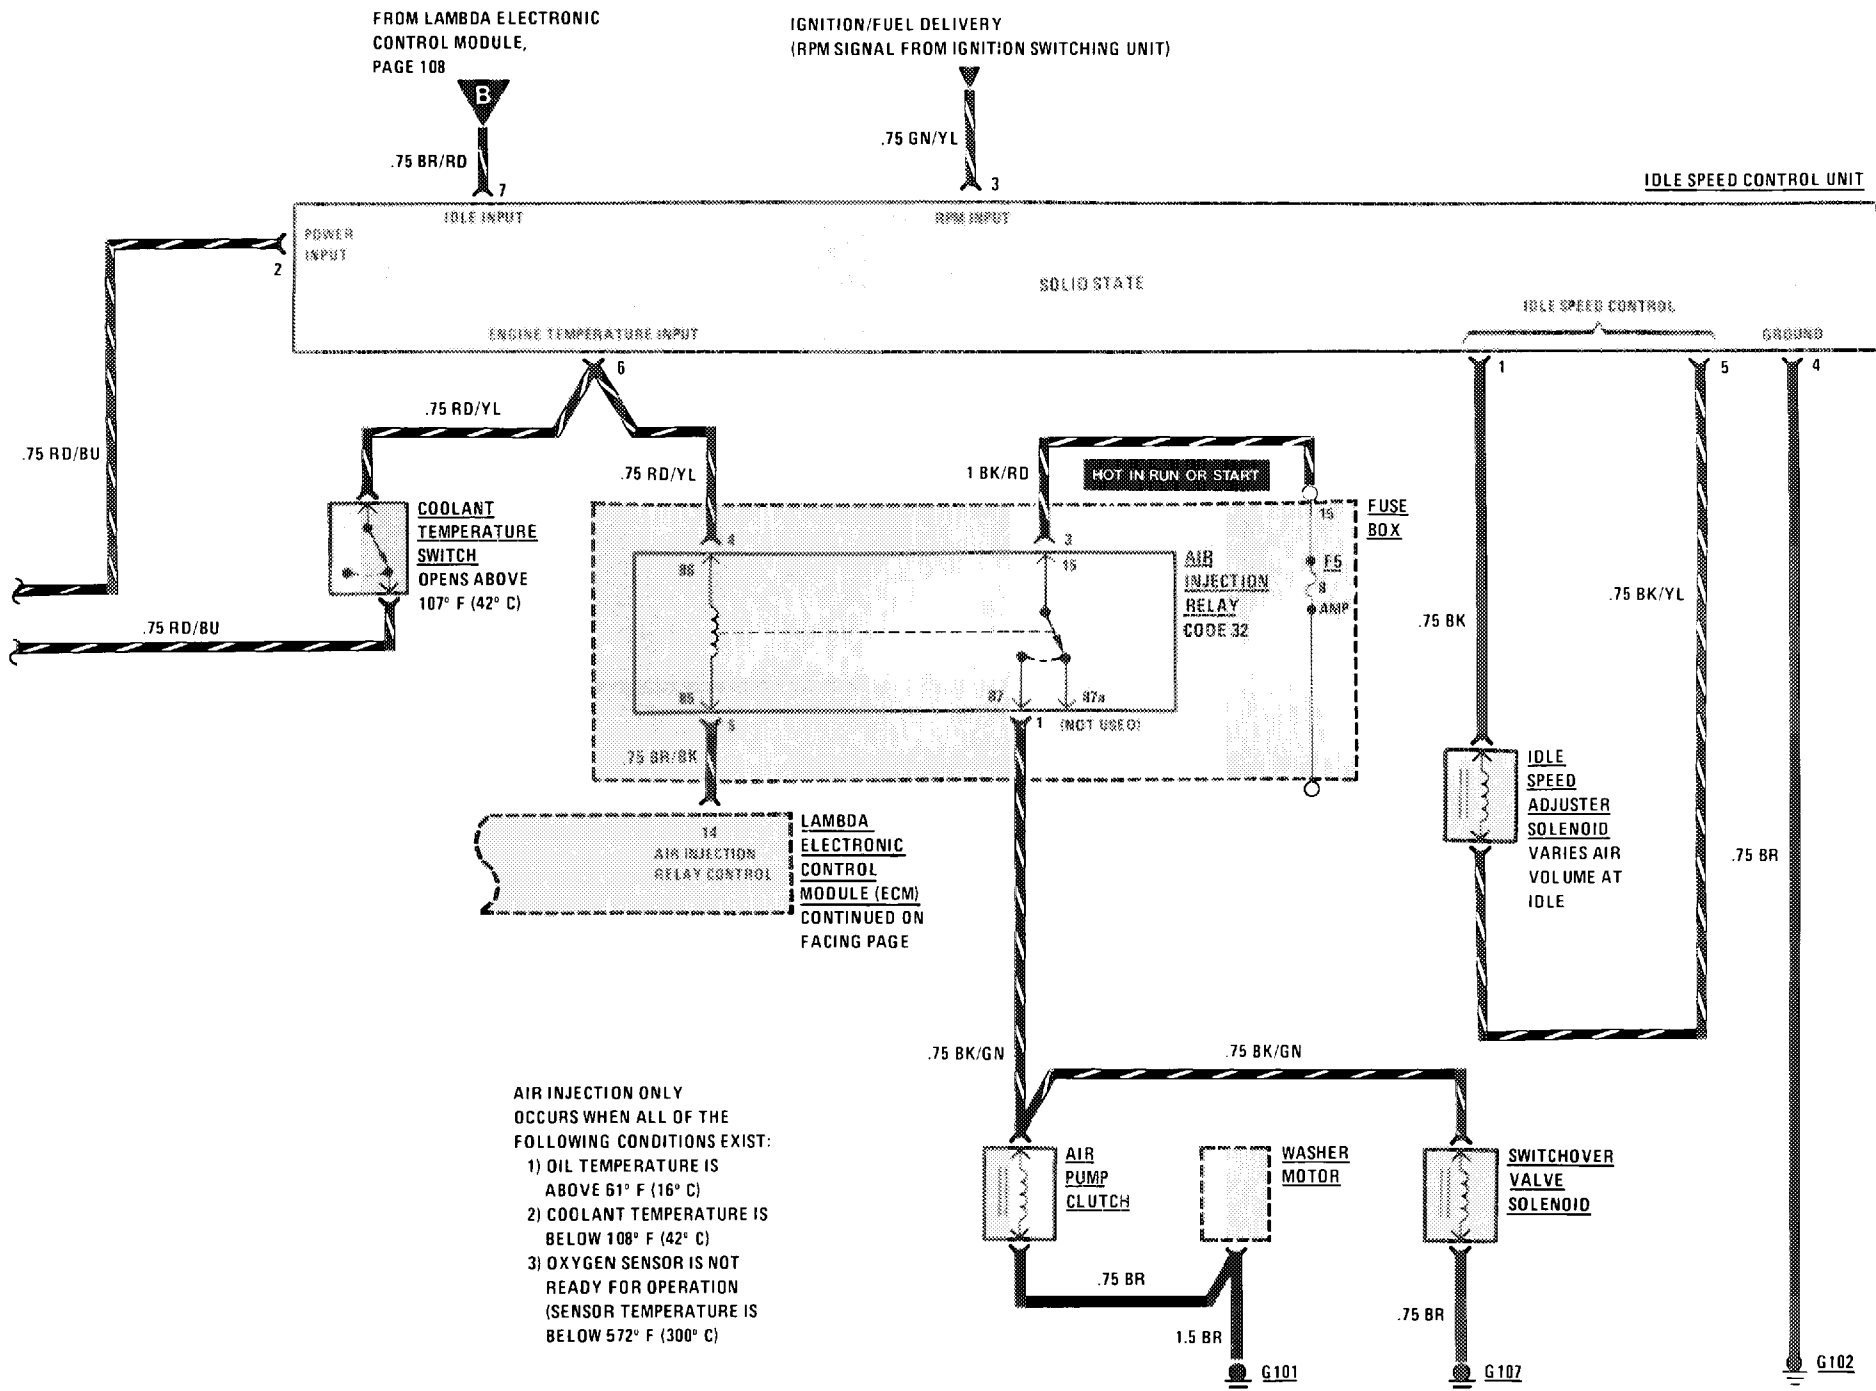 FROM LAMBDA ELECTRONIC
CONTROL MODULE,
PAGE 108
B
.75 BR/RD
7
IGNITION/FUEL DELIVERY
(RPM SIGNAL FROM IGNITION SWITCHING UNIT)
.75 GN/YL
3
IDLE SPEED CONTROL UNIT
IDLE INPUT
RPM INPUT
POWER
INPUT
2
SOLID STATE
IDLE SPEED CONTROL
GROUND
ENGINE TEMPERATURE INPUT
6
1
5
4
.75 RD/YL
.75 RD/BU
.75 RD/YL
1 BK/RD
HOT IN RUN OR START
COOLANT
TEMPERATURE
SWITCH
OPENS ABOVE
107° F (42° C)
.75 RD/BU
FUSE
BOX
15
F5
8
AMP
4
86
3
15
AIR
INJECTION
RELAY
CODE 32
85
87
87a
5
1
(NOT USED)
.75 BR/BK
.75 BK
.75 BK/YL
IDLE
SPEED
ADJUSTER
SOLENOID
VARIES AIR
VOLUME AT
IDLE
.75 BR
14
AIR INJECTION
RELAY CONTROL
LAMBDA
ELECTRONIC
CONTROL
MODULE (ECM)
CONTINUED ON
FACING PAGE
.75 BK/GN
.75 BK/GN
AIR INJECTION ONLY
OCCURS WHEN ALL OF THE
FOLLOWING CONDITIONS EXIST:
1) OIL TEMPERATURE IS
ABOVE 61° F (16° C)
2) COOLANT TEMPERATURE IS
BELOW 108° F (42° C)
3) OXYGEN SENSOR IS NOT
READY FOR OPERATION
(SENSOR TEMPERATURE IS
BELOW 572° F (300° C)
AIR
PUMP
CLUTCH
WASHER
MOTOR
SWITCHOVER
VALVE
SOLENOID
.75 BR
1.5 BR
.75 BR
G101
G107
G102